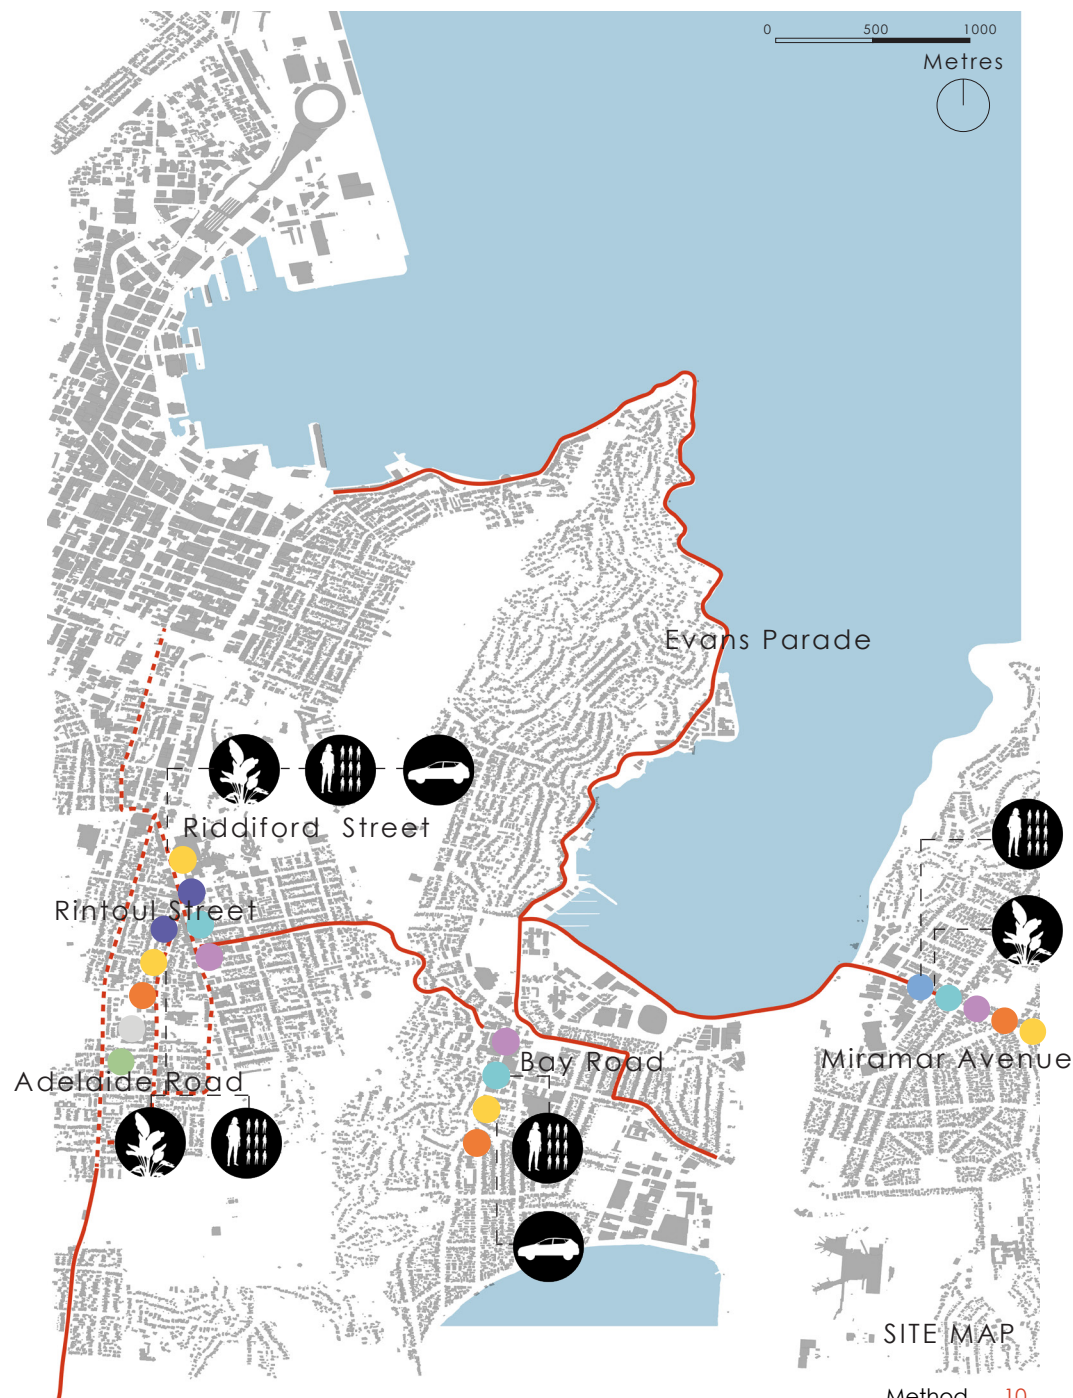 0 500 1000
Metres
Evans Parade
Riddiford Street
Rintoul Street
Bay Road
Miramar Avenue
Adelaide Road
SITE MAP
Method 10